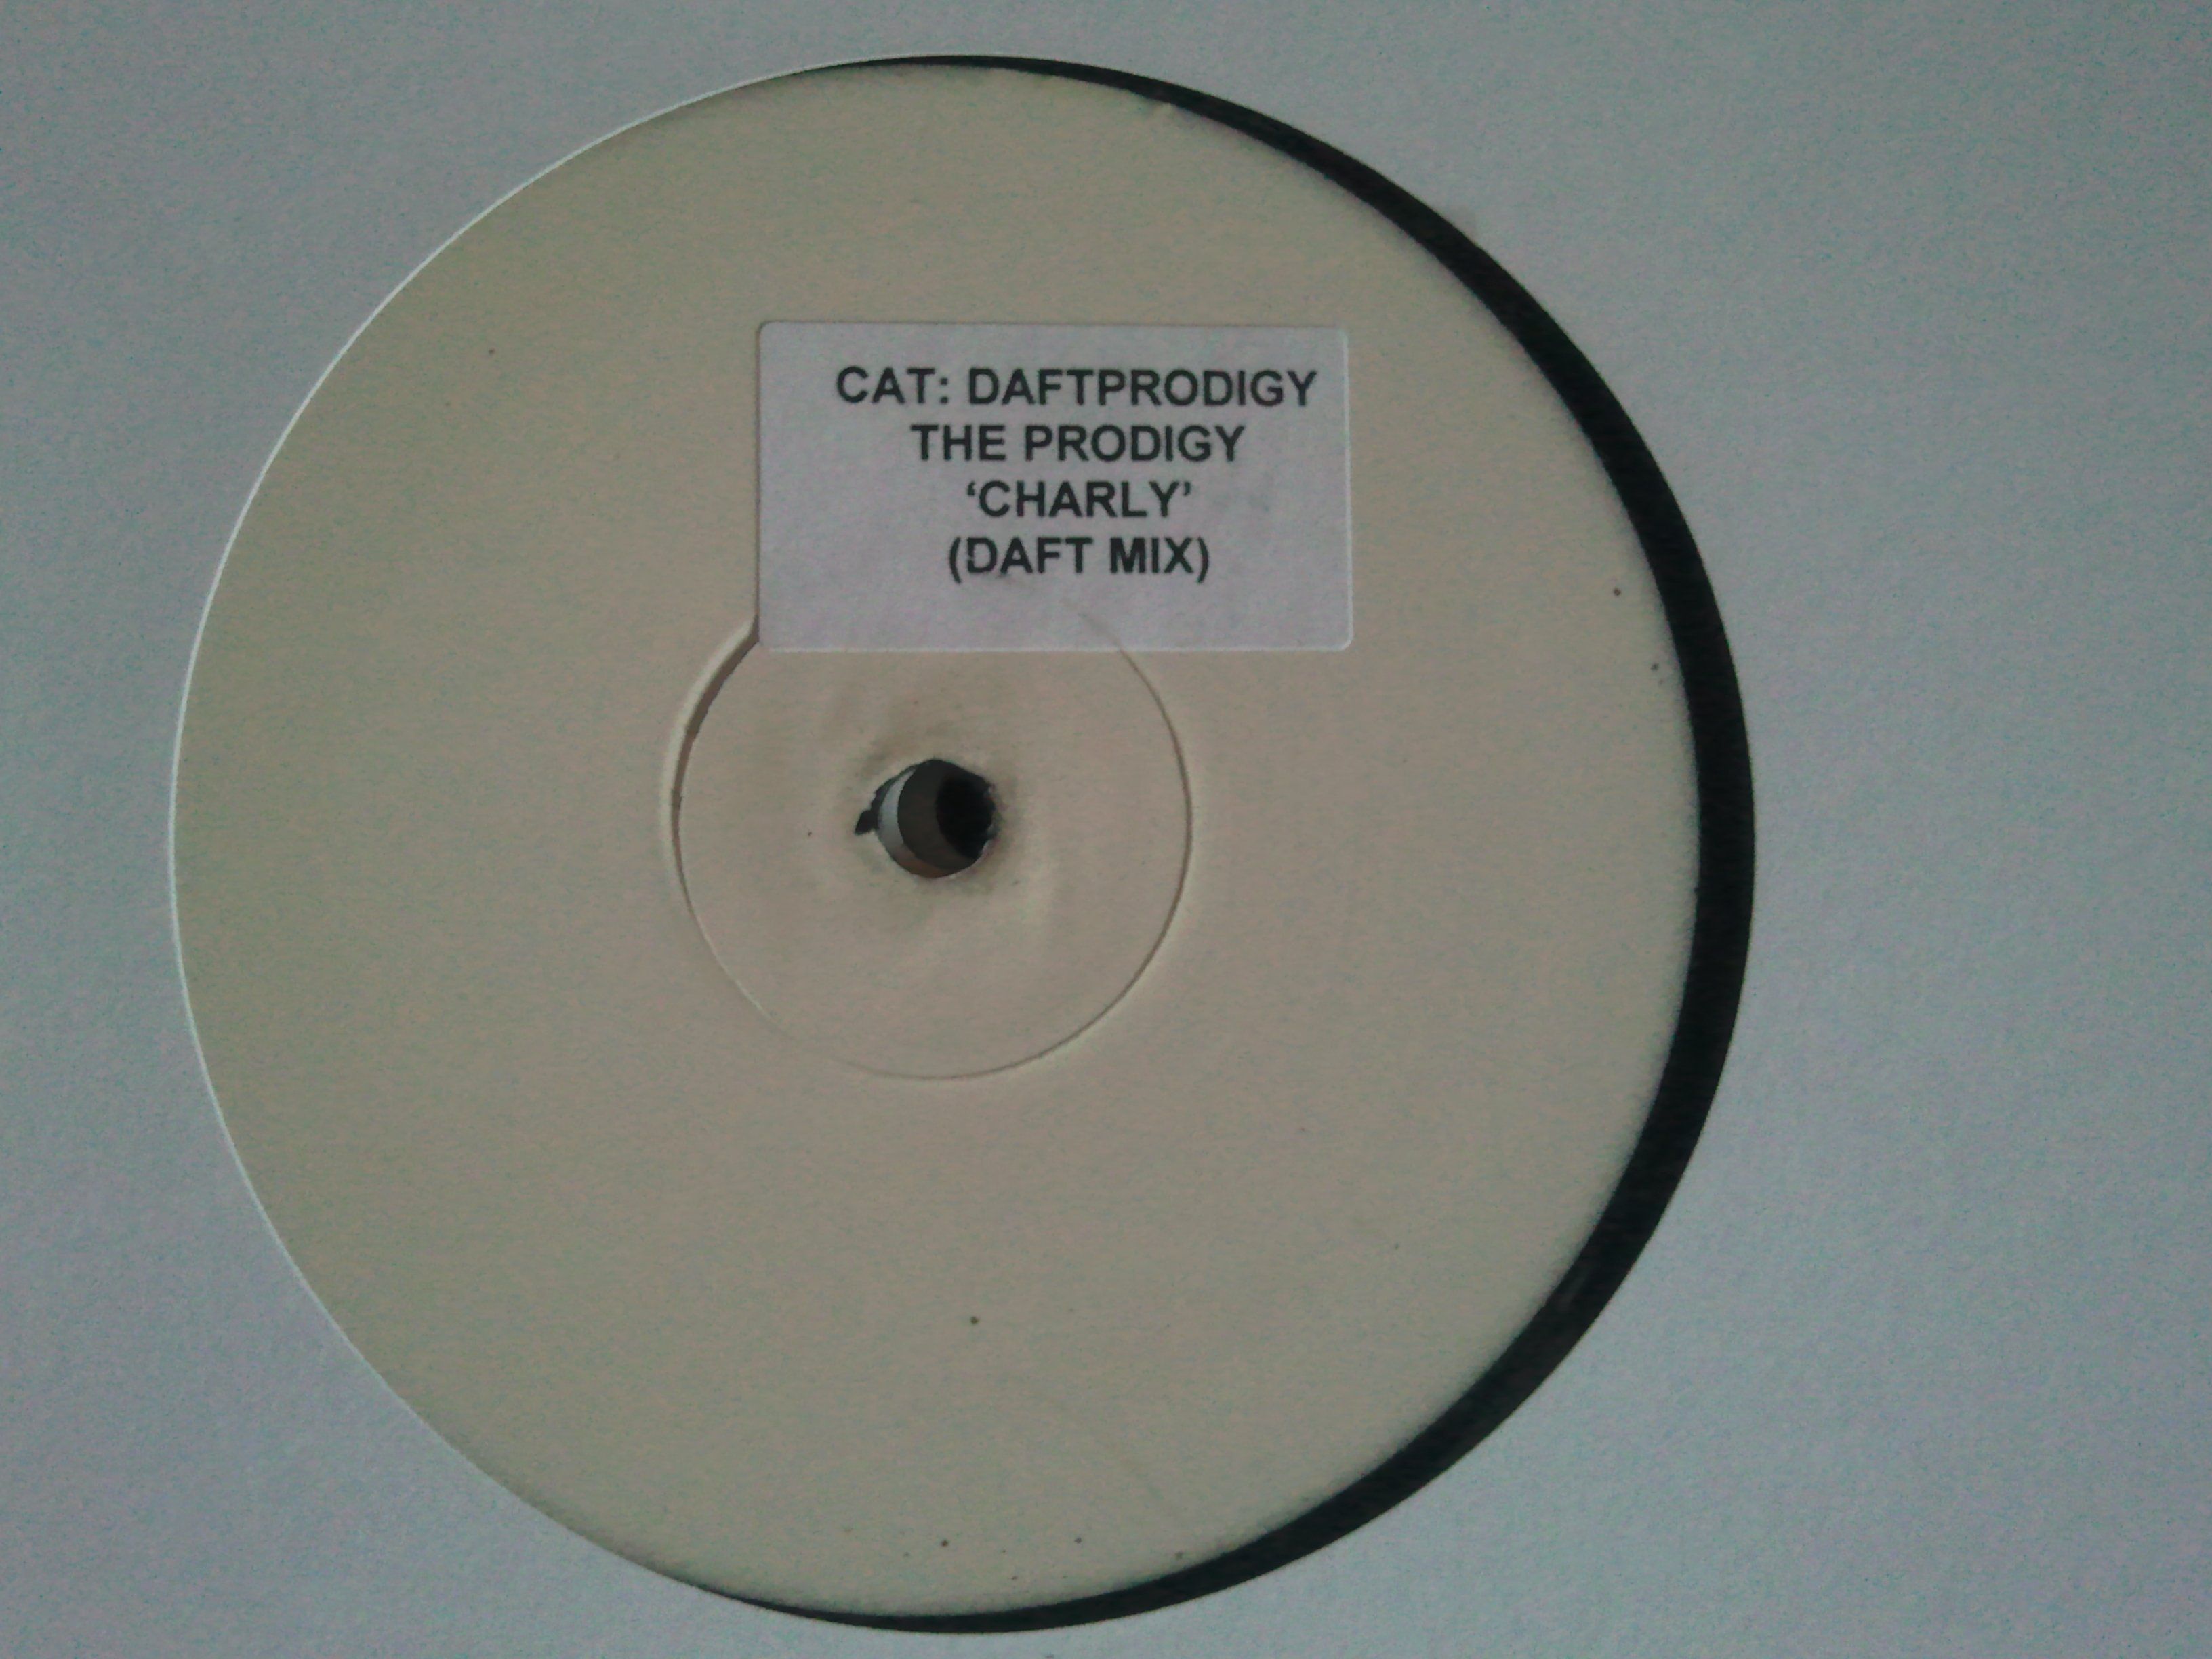 CAT: DAFTPRODIGY
THE PRODIGY
‘CHARLY’
(DAFT MIX)